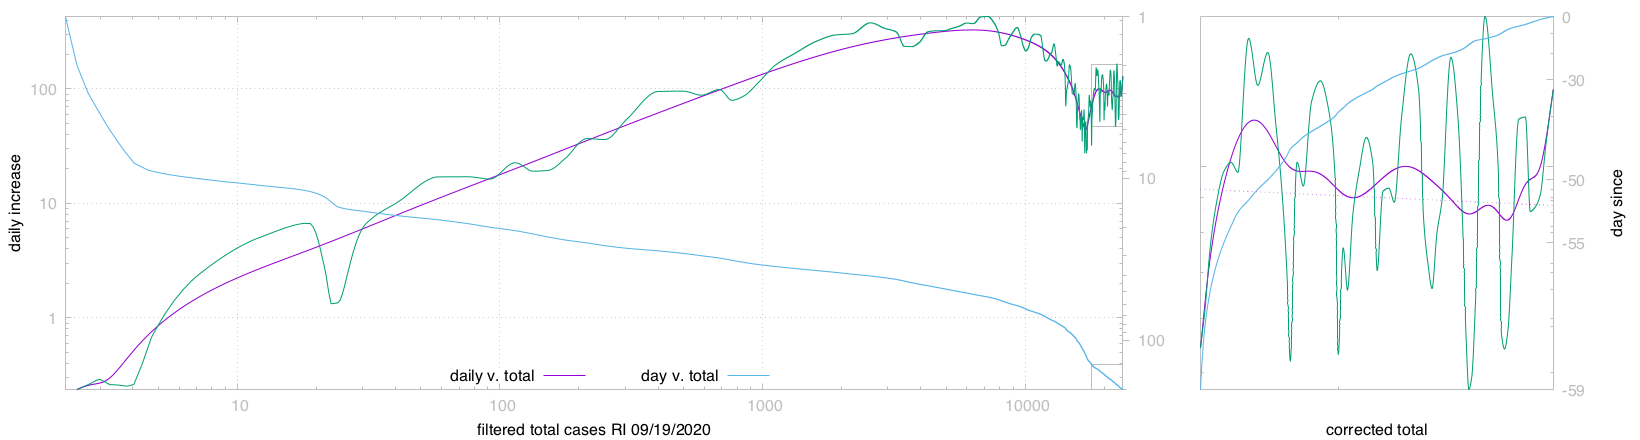 daily increase
100
10
1
10
100
1000
10000
filtered total cases RI 09/19/2020
daily v. total
day v. total
1
10
100
0
-30
-50
-55
-59
day since
corrected total